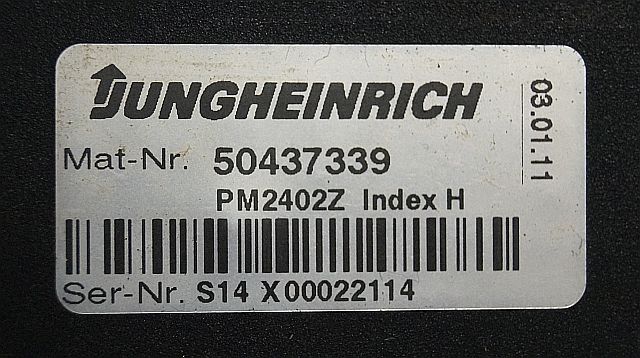 JUNGHEINRICH
03.01.11
Mat-Nr. 50437339
PM2402Z Index H
Ser-Nr. S14 X00022114